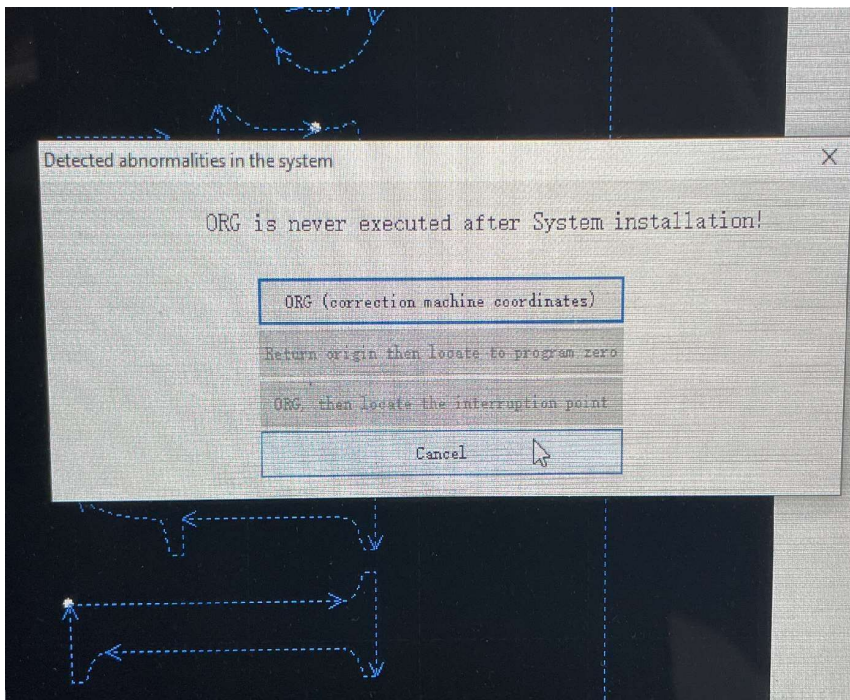 Detected abnormalities in the system
ORG is never executed after System installation!
ORG (correction machine coordinates)
Return origin then locate to program zero
ORG, then locate the interruption point
Cancel